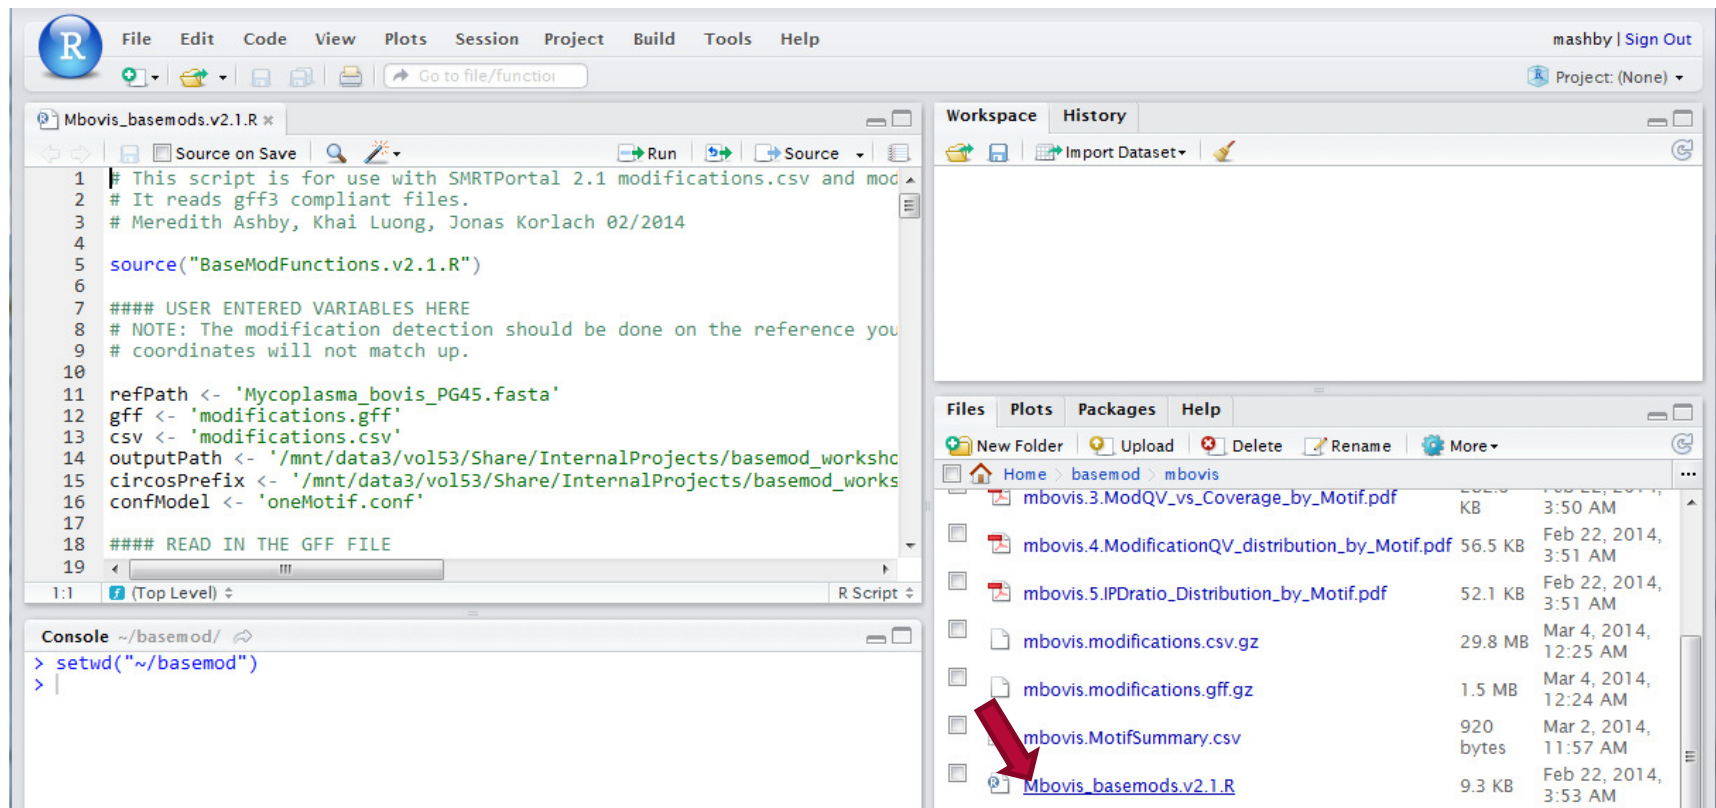 R File Edit Code View Plots Session Project Build Tools Help mashby | Sign Out
Go to file/function Project: (None)
Mbovis_basemods.v2.1.R
Source on Save Run Source
1 # This script is for use with SMRTPortal 2.1 modifications.csv and mod
2 # It reads gff3 compliant files.
3 # Meredith Ashby, Khai Luong, Jonas Korlach 02/2014
4
5 source("BaseModFunctions.v2.1.R")
6
7 #### USER ENTERED VARIABLES HERE
8 # NOTE: The modification detection should be done on the reference you
9 # coordinates will not match up.
10
11 refPath <- 'Mycoplasma_bovis_PG45.fasta'
12 gff <- 'modifications.gff'
13 csv <- 'modifications.csv'
14 outputPath <- '/mnt/data3/vol53/Share/InternalProjects/basemod_worksho
15 circosPrefix <- '/mnt/data3/vol53/Share/InternalProjects/basemod_works
16 confModel <- 'oneMotif.conf'
17
18 #### READ IN THE GFF FILE
19
1:1 (Top Level) R Script
Console ~/basemod/
> setwd("~/basemod")
>
Workspace History
Import Dataset
Files Plots Packages Help
New Folder Upload Delete Rename More
Home basemod mbovis ...
mbovis.3.ModQV_vs_Coverage_by_Motif.pdf KB 3:50 AM
mbovis.4.ModificationQV_distribution_by_Motif.pdf 56.5 KB Feb 22, 2014,
3:51 AM
mbovis.5.IPDratio_Distribution_by_Motif.pdf 52.1 KB Feb 22, 2014,
3:51 AM
mbovis.modifications.csv.gz 29.8 MB Mar 4, 2014,
12:25 AM
mbovis.modifications.gff.gz 1.5 MB Mar 4, 2014,
12:24 AM
mbovis.MotifSummary.csv 920 Mar 2, 2014,
bytes 11:57 AM
Mbovis_basemods.v2.1.R 9.3 KB Feb 22, 2014,
3:53 AM